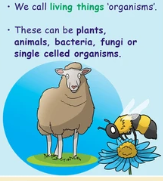 • We call living things 'organisms'.
• These can be plants,
animals, bacteria, fungi or
single celled organisms.